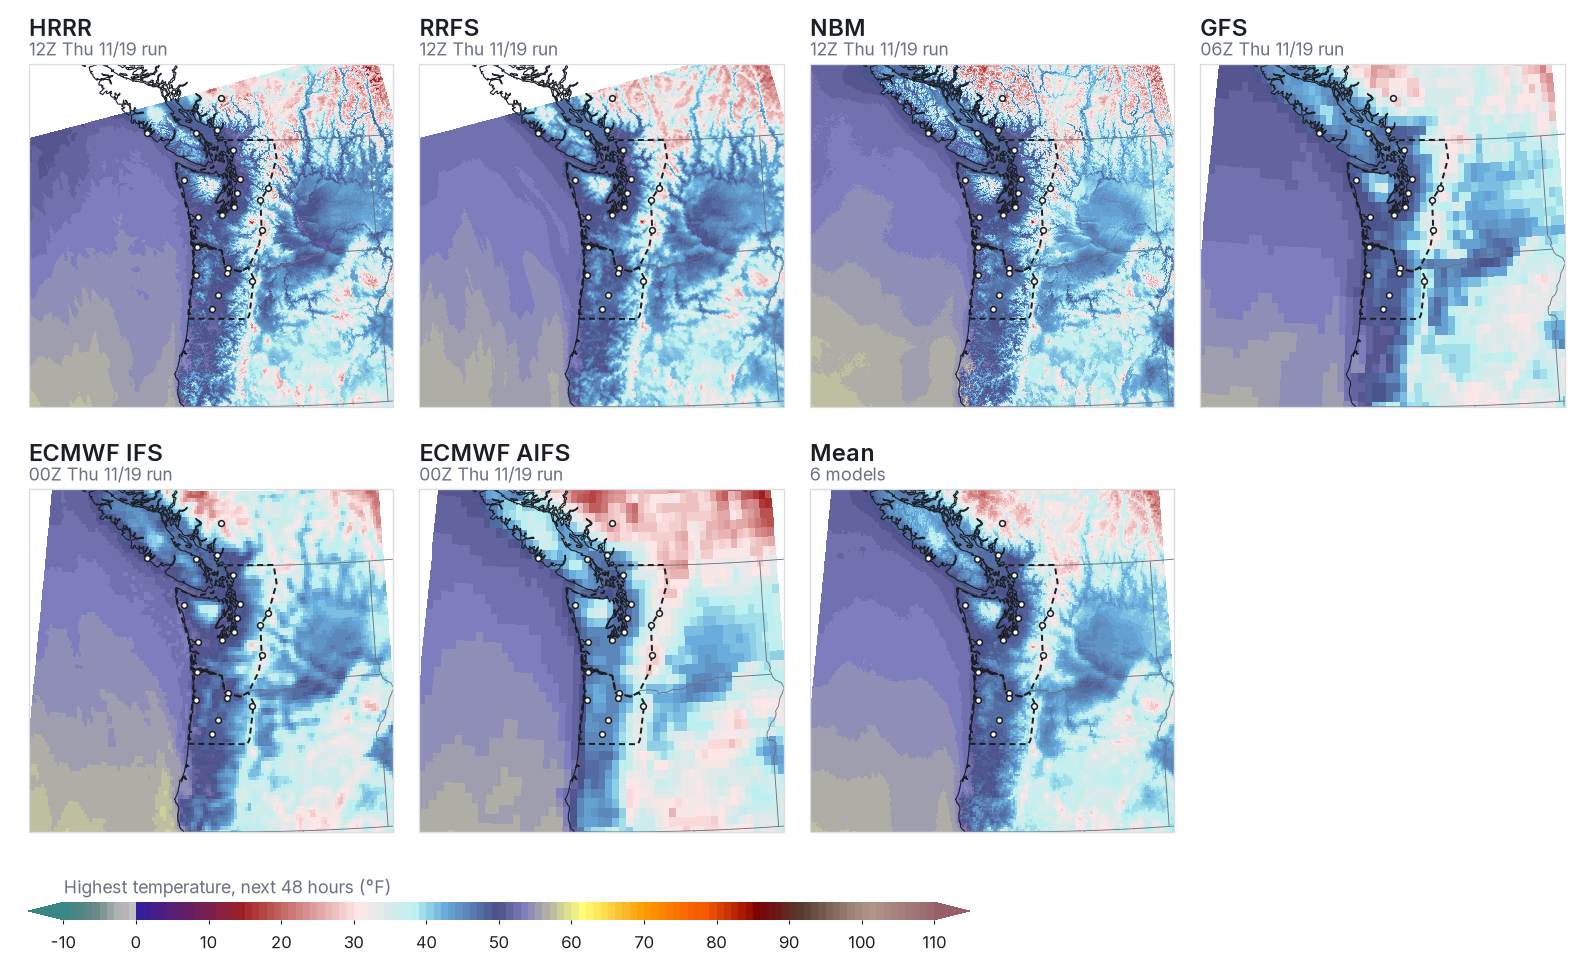 HRRR
12Z Thu 11/19 run
RRFS
12Z Thu 11/19 run
NBM
12Z Thu 11/19 run
GFS
06Z Thu 11/19 run
ECMWF IFS
00Z Thu 11/19 run
ECMWF AIFS
00Z Thu 11/19 run
Mean
6 models
Highest temperature, next 48 hours (°F)
-10 0 10 20 30 40 50 60 70 80 90 100 110